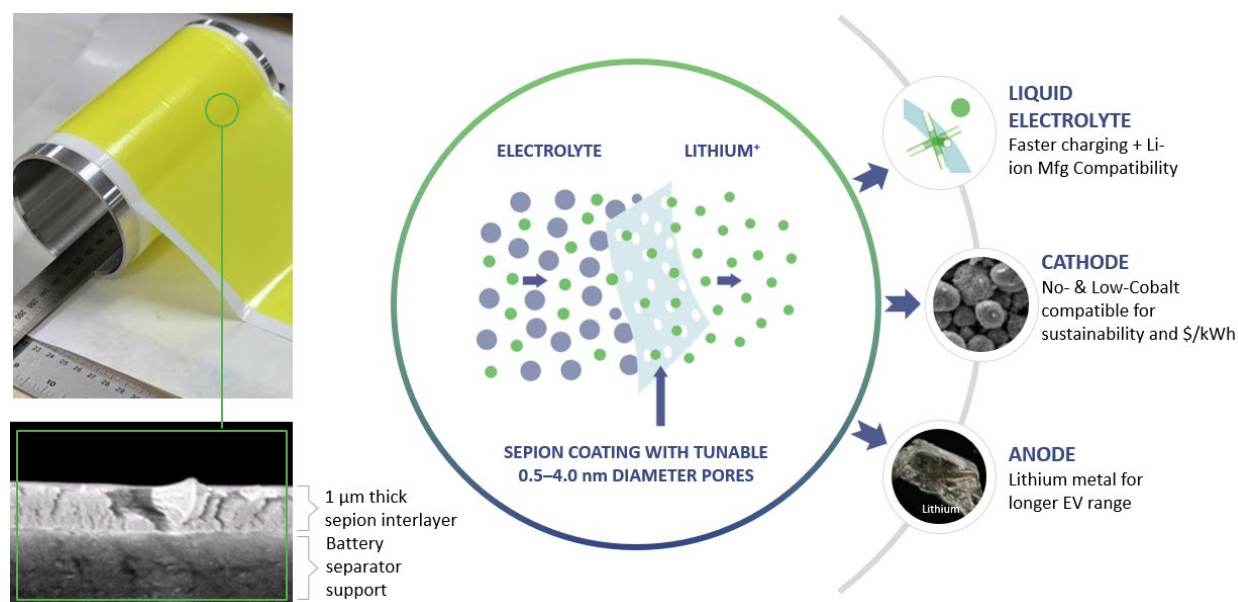 ELECTROLYTE
LITHIUM⁺
SEPION COATING WITH TUNABLE
0.5–4.0 nm DIAMETER PORES
1 µm thick
sepion interlayer
Battery
separator
support
LIQUID
ELECTROLYTE
Faster charging + Li-
ion Mfg Compatibility
CATHODE
No- & Low-Cobalt
compatible for
sustainability and $/kWh
ANODE
Lithium metal for
longer EV range
Lithium